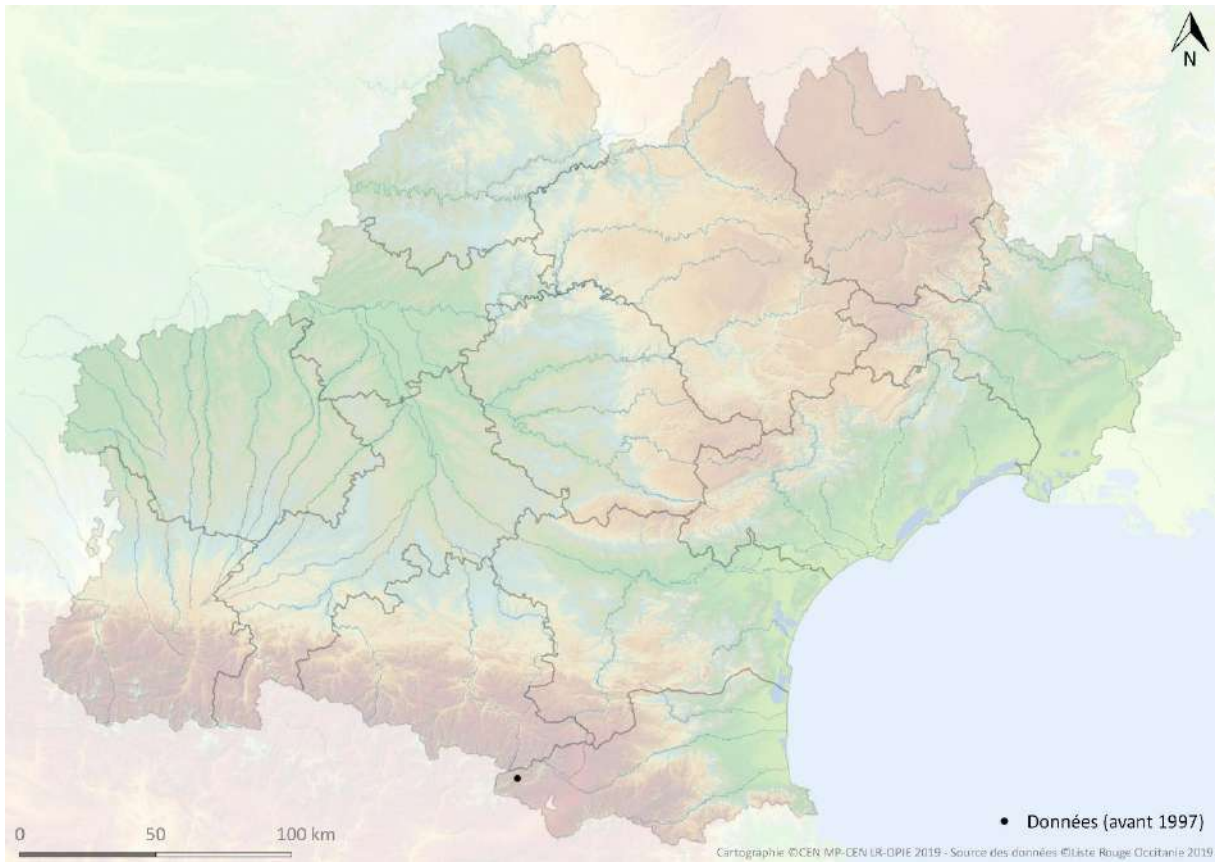 N
0 50 100 km
• Données (avant 1997)
Cartographie ©CEN MP-CEN LR-OPIE 2019 - Source des données ©Liste Rouge Occitanie 2019